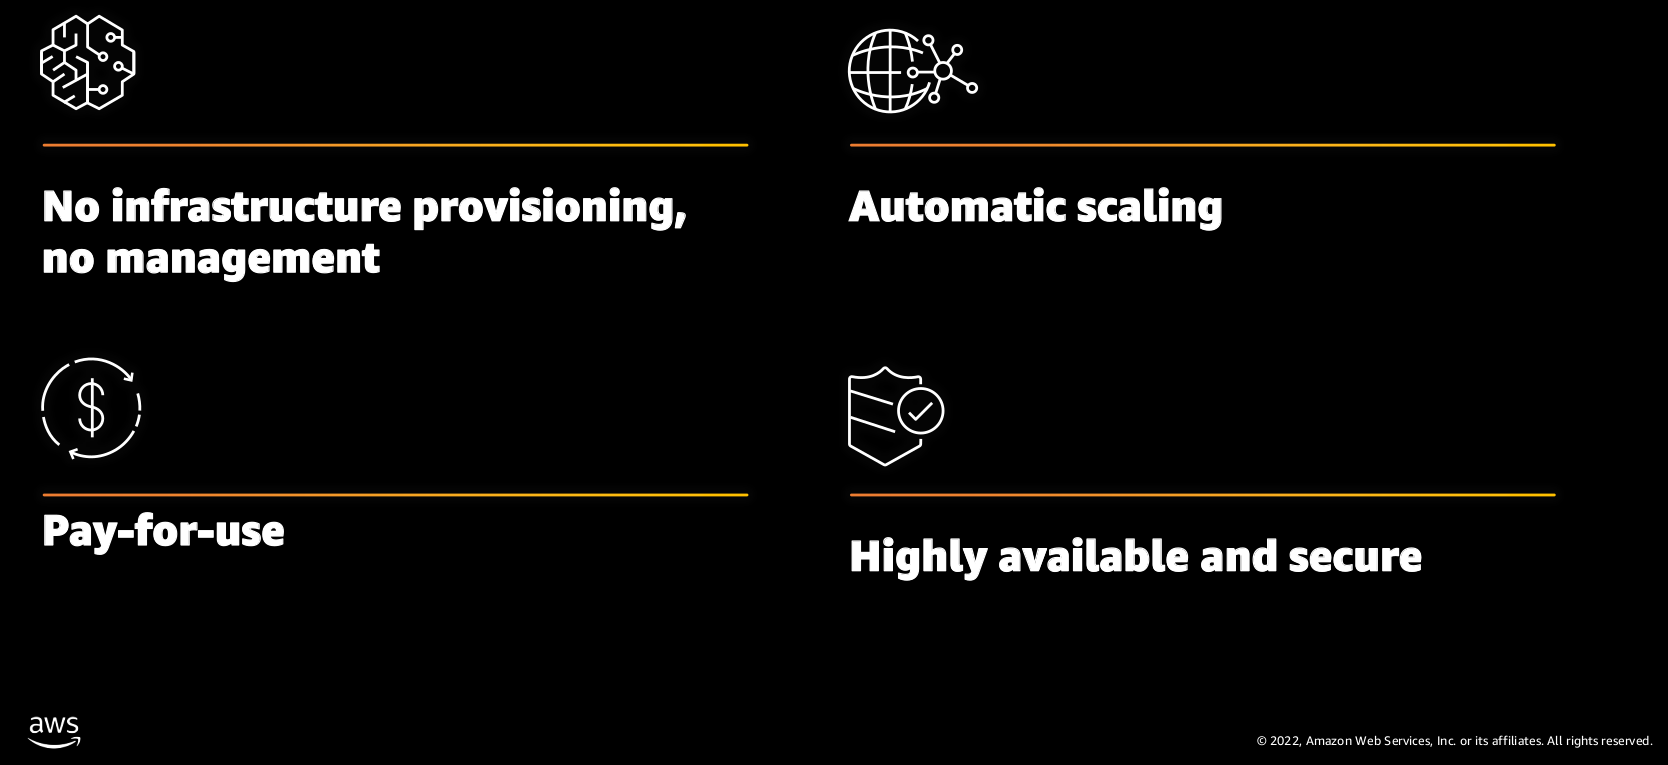 No infrastructure provisioning,
no management
Automatic scaling
$
Pay-for-use
Highly available and secure
aws
© 2022, Amazon Web Services, Inc. or its affiliates. All rights reserved.